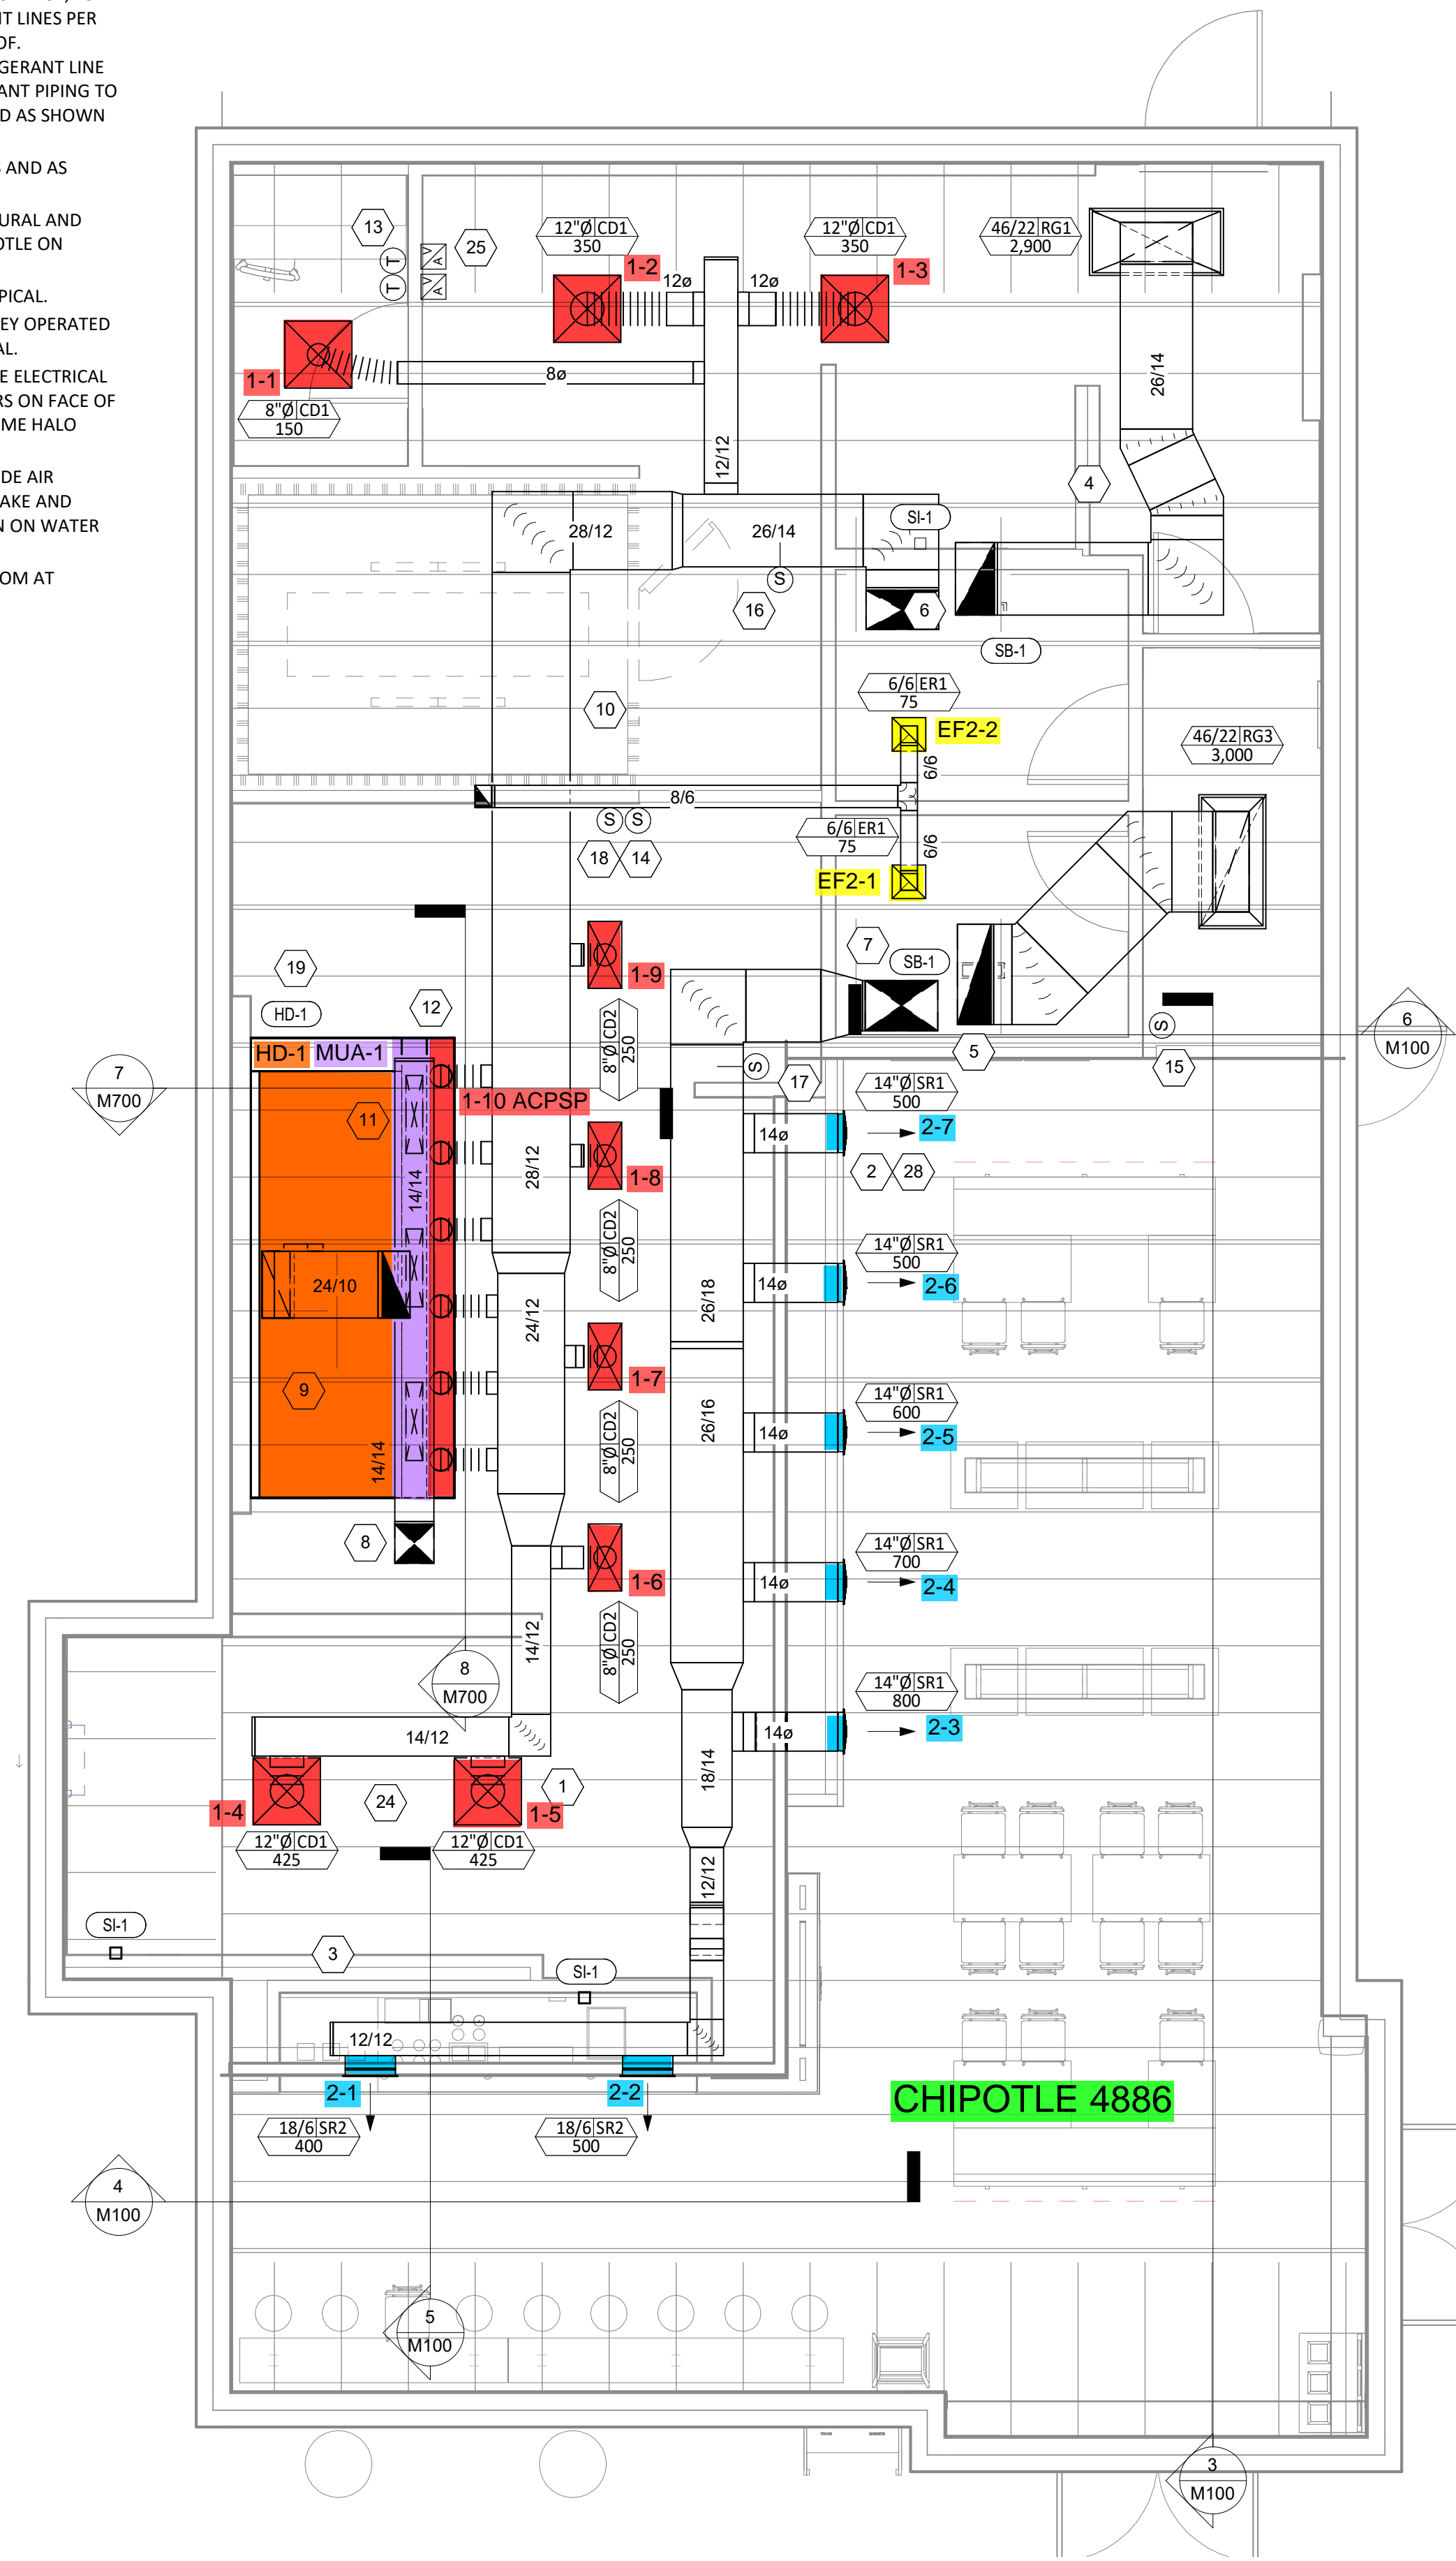 IT LINES PER
OF.
GERANT LINE
ANT PIPING TO
D AS SHOWN
AND AS
URAL AND
OTLE ON
PICAL.
EY OPERATED
AL.
E ELECTRICAL
RS ON FACE OF
ME HALO
DE AIR
AKE AND
N ON WATER
OM AT
13
25
12"Ø CD1
350
12"Ø CD1
350
46/22 RG1
2,900
T
T
V
A
V
A
1-2
12ø
12ø
1-3
1-1
8ø
8"Ø CD1
150
26/14
12/12
4
28/12
26/14
SI-1
S
16
6
SB-1
10
6/6 ER1
75
EF2-2
6/6
46/22 RG3
3,000
8/6
S
S
18
14
6/6 ER1
75
6/6
EF2-1
7
SB-1
19
HD-1
12
1-9
8"Ø CD2
250
HD-1
MUA-1
6
M100
S
5
15
7
M700
11
1-10 ACPSP
S
17
14"Ø SR1
500
14ø
2-7
2
28
14/14
28/12
1-8
8"Ø CD2
250
14"Ø SR1
500
14ø
2-6
24/10
24/12
26/18
1-7
9
8"Ø CD2
250
26/16
14"Ø SR1
600
14ø
2-5
14/14
8
1-6
14"Ø SR1
700
14ø
2-4
8"Ø CD2
250
14/12
8
M700
14"Ø SR1
800
14ø
2-3
14/12
18/14
1
1-4
24
1-5
12"Ø CD1
425
12"Ø CD1
425
12/12
SI-1
3
SI-1
12/12
2-1
2-2
18/6 SR2
400
18/6 SR2
500
CHIPOTLE 4886
4
M100
5
M100
3
M100